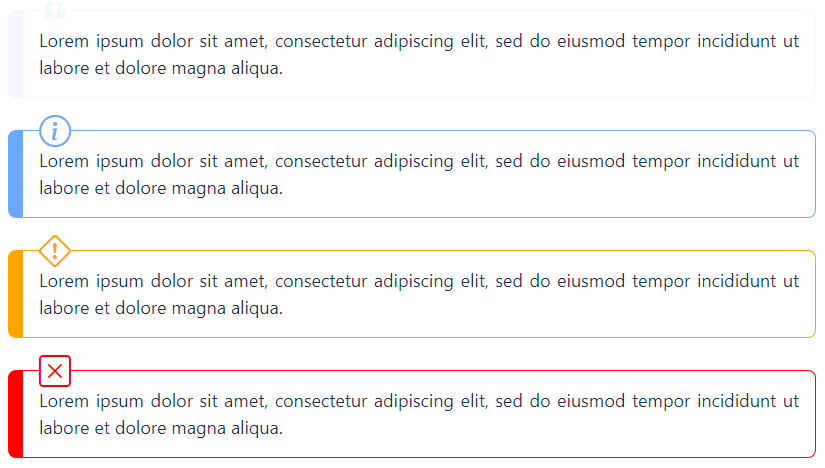 “
Lorem ipsum dolor sit amet, consectetur adipiscing elit, sed do eiusmod tempor incididunt ut
labore et dolore magna aliqua.
i
Lorem ipsum dolor sit amet, consectetur adipiscing elit, sed do eiusmod tempor incididunt ut
labore et dolore magna aliqua.
!
Lorem ipsum dolor sit amet, consectetur adipiscing elit, sed do eiusmod tempor incididunt ut
labore et dolore magna aliqua.
Lorem ipsum dolor sit amet, consectetur adipiscing elit, sed do eiusmod tempor incididunt ut
labore et dolore magna aliqua.